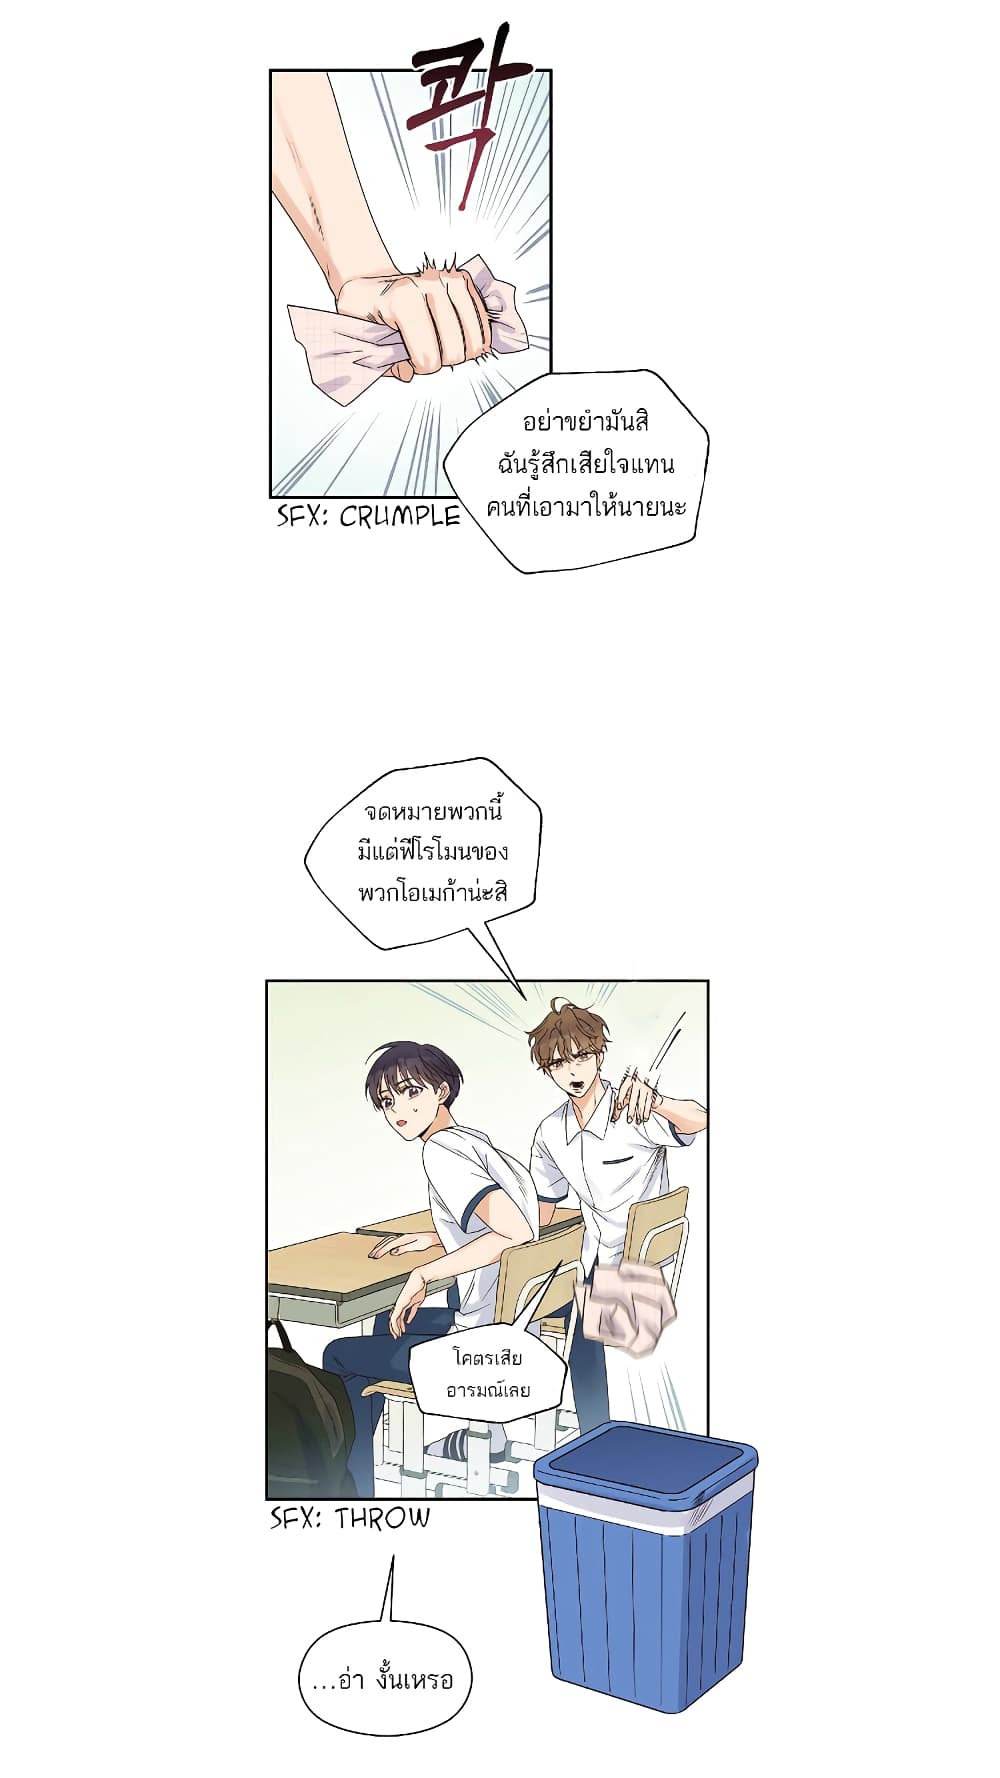 콱
อย่าขยำมันสิ
ฉันรู้สึกเสียใจแทน
คนที่เอามาให้นายนะ
SFX: CRUMPLE
จดหมายพวกนี้
มีแต่ฟีโรโมนของ
พวกโอเมก้าน่ะสิ
โคตรเสีย
อารมณ์เลย
SFX: THROW
...อ่า งั้นเหรอ